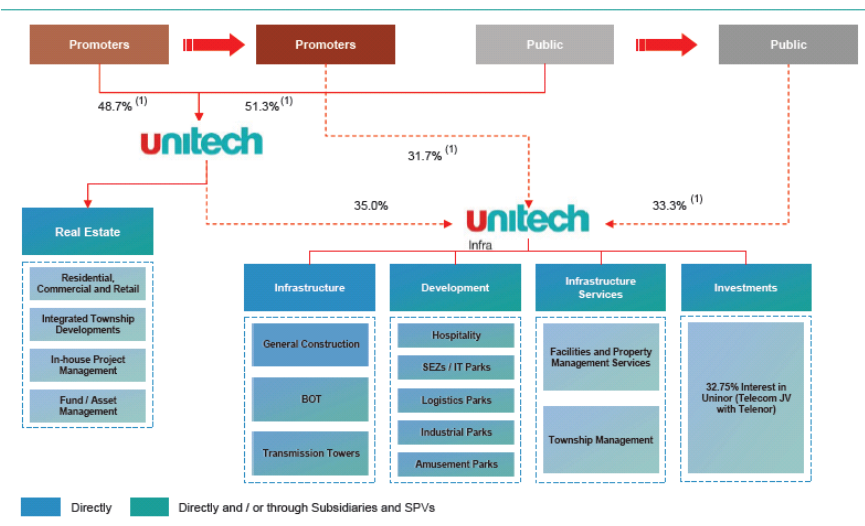 Promoters
Promoters
Public
Public
48.7% (1)
51.3%(1)
unitech
31.7% (1)
35.0%
33.3% (1)
unitech
Infra
Real Estate
Residential,
Commercial and Retail
Integrated Township
Developments
In-house Project
Management
Fund / Asset
Management
Infrastructure
General Construction
BOT
Transmission Towers
Development
Hospitality
SEZs / IT Parks
Logistics Parks
Industrial Parks
Amusement Parks
Infrastructure
Services
Facilities and Property
Management Services
Township Management
Investments
32.75% Interest in
Uninor (Telecom JV
with Telenor)
Directly
Directly and / or through Subsidiaries and SPVs